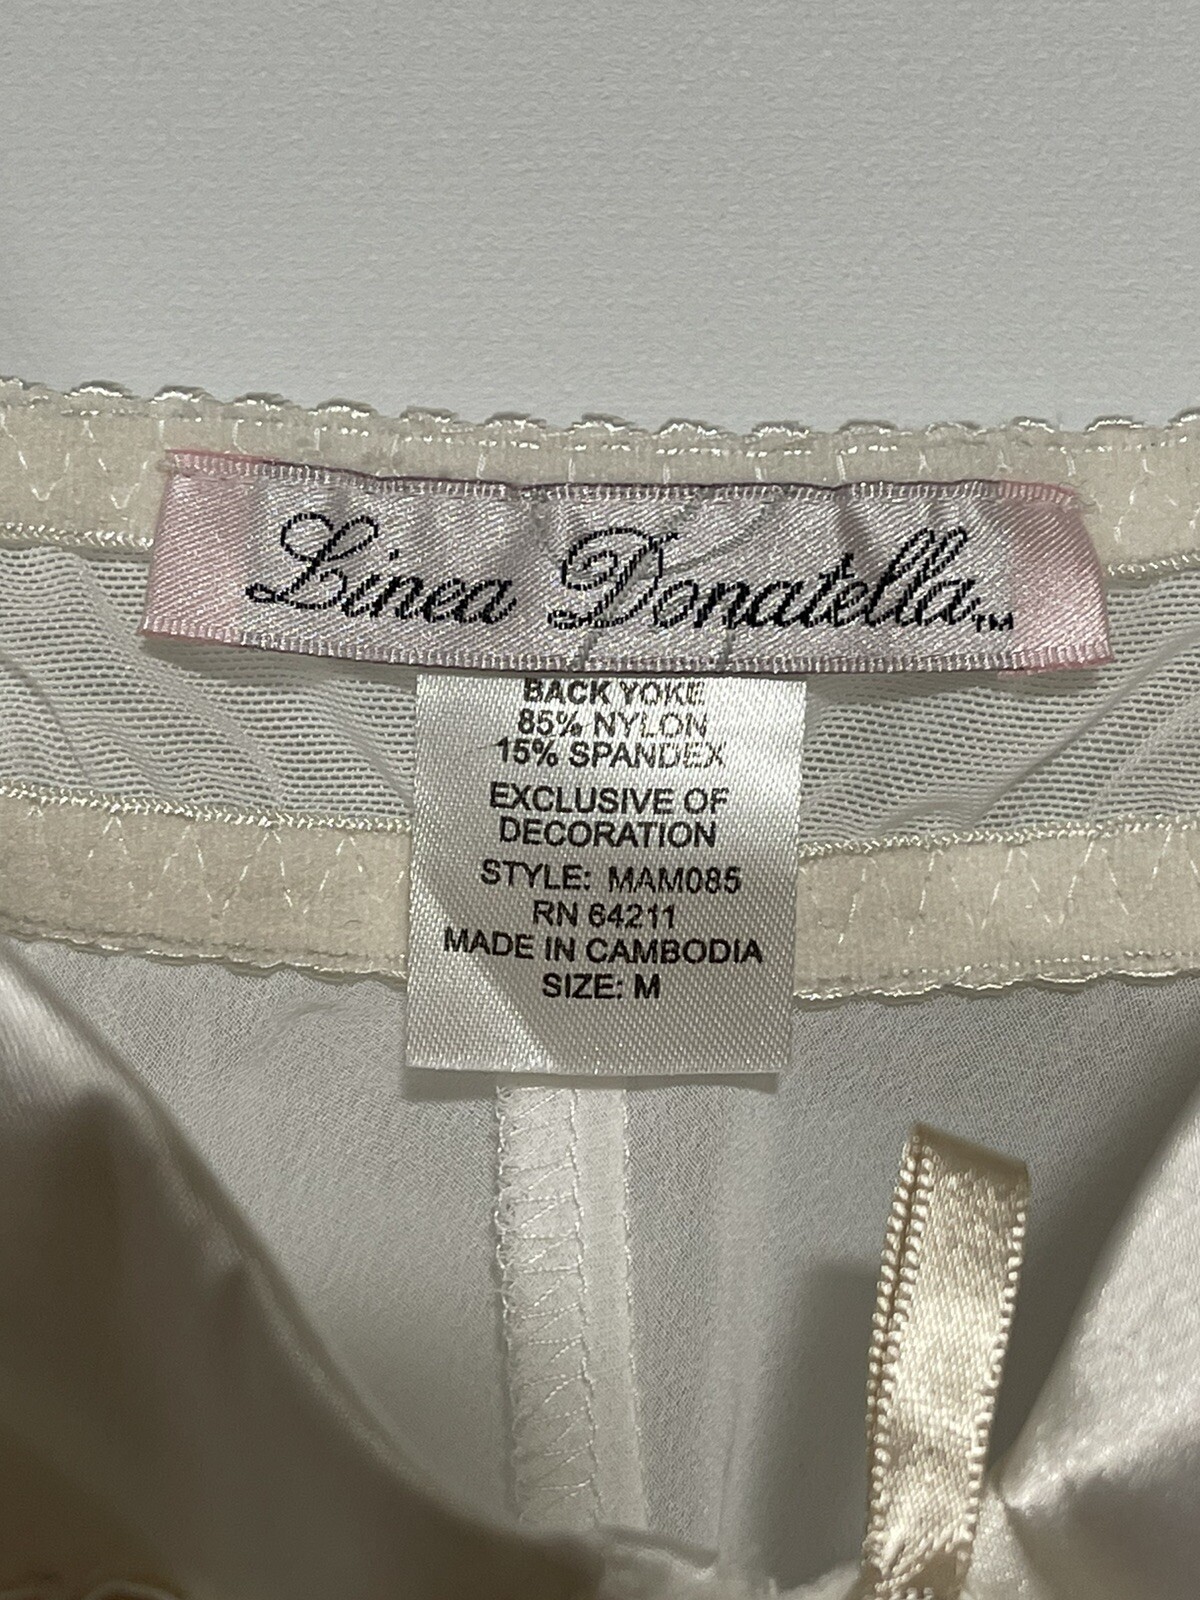 Linea Donatella™
BACK YOKE
85% NYLON
15% SPANDEX
EXCLUSIVE OF
DECORATION
STYLE: MAM085
RN 64211
MADE IN CAMBODIA
SIZE: M